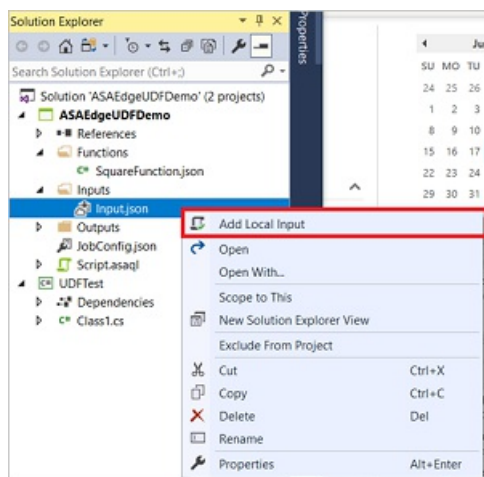 Solution Explorer
Search Solution Explorer (Ctrl+;)
Solution 'ASAEdgeUDFDemo' (2 projects)
ASAEdgeUDFDemo
References
Functions
SquareFunction.json
Inputs
Input.json
Outputs
JobConfig.json
Script.asaql
UDFTest
Dependencies
Class1.cs
Properties
Ju
SU MO TU
24 25 26
1 2 3
8 9 10
15 16 17
22 23 24
29 30 31
Add Local Input
Open
Open With...
Scope to This
New Solution Explorer View
Exclude From Project
Cut Ctrl+X
Copy Ctrl+C
Delete Del
Rename
Properties Alt+Enter